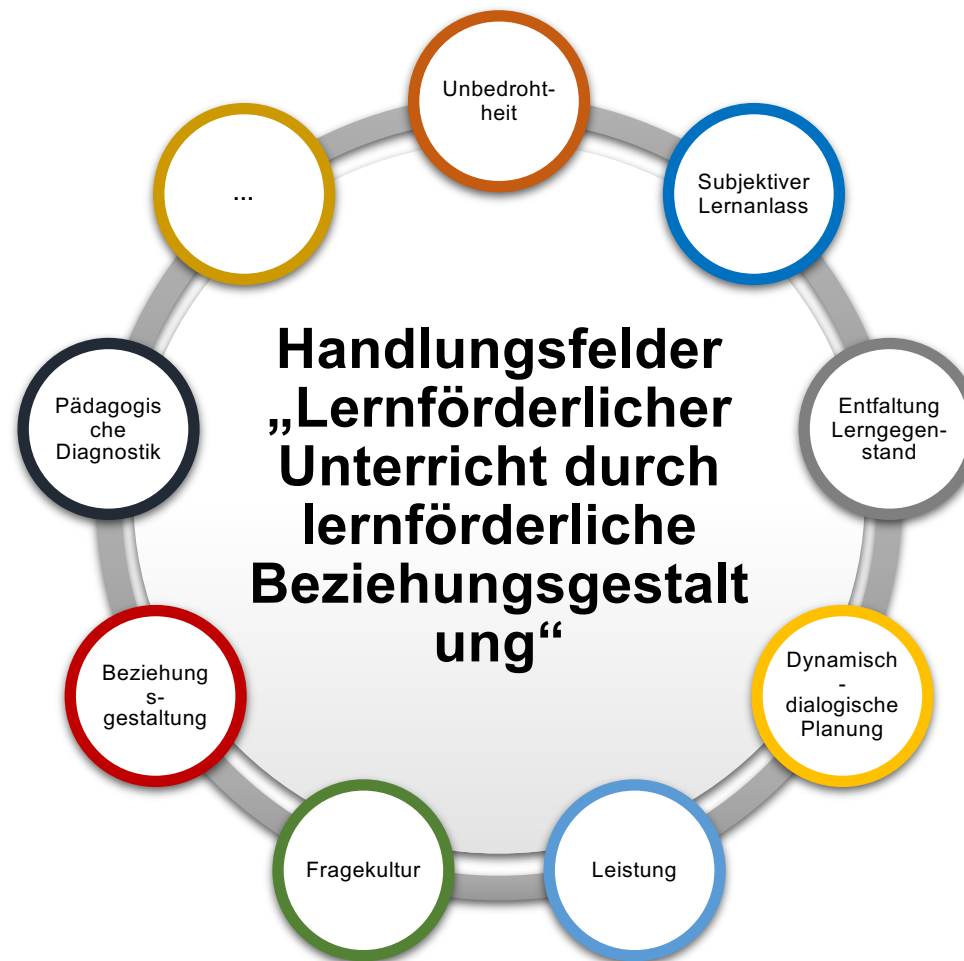 Unbedroht-
heit
Subjektiver
Lernanlass
Entfaltung
Lerngegen-
stand
Dynamisch
-
dialogische
Planung
Leistung
Fragekultur
Beziehung
s-
gestaltung
Pädagogis
che
Diagnostik
...
Handlungsfelder
„Lernförderlicher
Unterricht durch
lernförderliche
Beziehungsgestalt
ung“